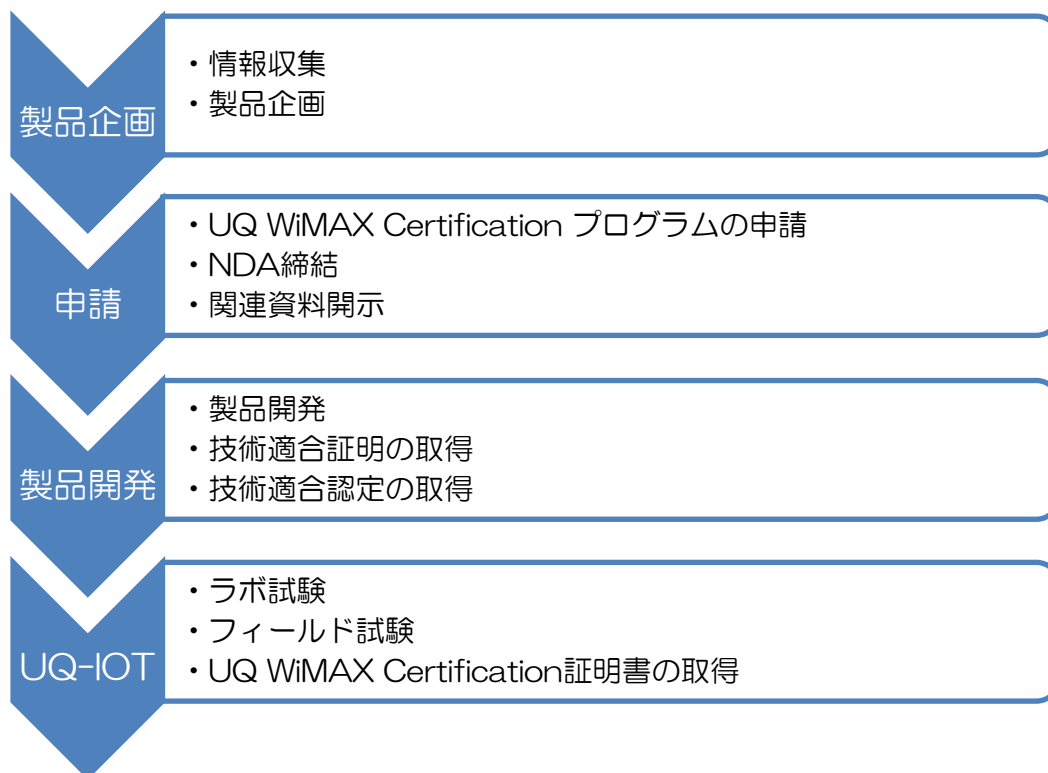 製品企画
・情報収集
・製品企画
申請
・UQ WiMAX Certification プログラムの申請
・NDA締結
・関連資料開示
製品開発
・製品開発
・技術適合証明の取得
・技術適合認定の取得
UQ-IOT
・ラボ試験
・フィールド試験
・UQ WiMAX Certification証明書の取得